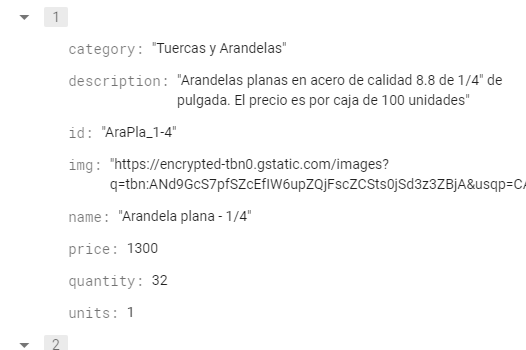 1
category: "Tuercas y Arandelas"
description: "Arandelas planas en acero de calidad 8.8 de 1/4" de
pulgada. El precio es por caja de 100 unidades"
id: "AraPla_1-4"
img: "https://encrypted-tbn0.gstatic.com/images?
q=tbn:ANd9GcS7pfSZcEfIW6upZQjFscZCSts0jSd3z3ZBjA&usqp=CA
name: "Arandela plana - 1/4"
price: 1300
quantity: 32
units: 1
2